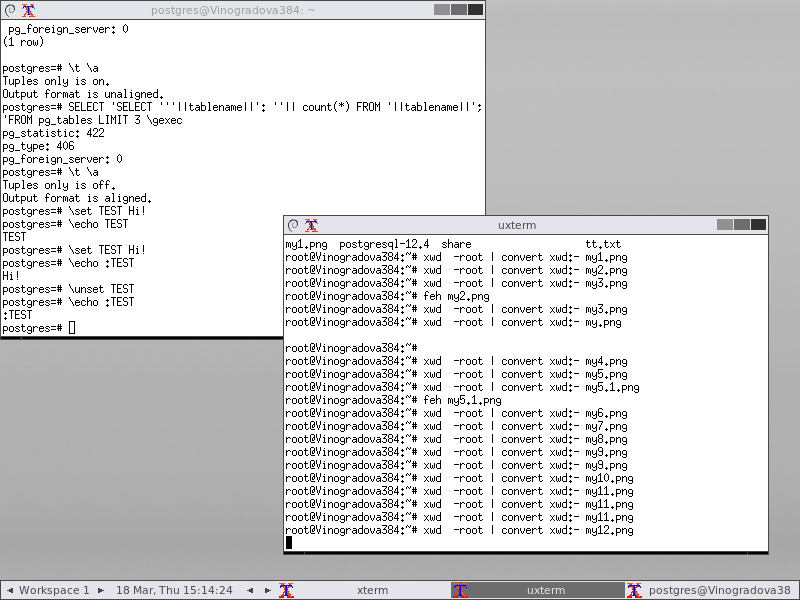 postgres@Vinogradova384: ~
pg_foreign_server: 0
(1 row)
postgres=# \t \a
Tuples only is on.
Output format is unaligned.
postgres=# SELECT 'SELECT '''||tablename||': ''|| count(*) FROM '||tablename||';
'FROM pg_tables LIMIT 3 \gexec
pg_statistic: 422
pg_type: 406
pg_foreign_server: 0
postgres=# \t \a
Tuples only is off.
Output format is aligned.
postgres=# \set TEST Hi!
postgres=# \echo TEST
TEST
postgres=# \set TEST Hi!
postgres=# \echo :TEST
Hi!
postgres=# \unset TEST
postgres=# \echo :TEST
:TEST
postgres=#
uxterm
my1.png  postgresql-12.4  share                   tt.txt
root@Vinogradova384:~# xwd  -root | convert xwd:- my1.png
root@Vinogradova384:~# xwd  -root | convert xwd:- my2.png
root@Vinogradova384:~# xwd  -root | convert xwd:- my3.png
root@Vinogradova384:~# feh my2.png
root@Vinogradova384:~# xwd  -root | convert xwd:- my3.png
root@Vinogradova384:~# xwd  -root | convert xwd:- my.png
root@Vinogradova384:~#
root@Vinogradova384:~# xwd  -root | convert xwd:- my4.png
root@Vinogradova384:~# xwd  -root | convert xwd:- my5.png
root@Vinogradova384:~# xwd  -root | convert xwd:- my5.1.png
root@Vinogradova384:~# feh my5.1.png
root@Vinogradova384:~# xwd  -root | convert xwd:- my6.png
root@Vinogradova384:~# xwd  -root | convert xwd:- my7.png
root@Vinogradova384:~# xwd  -root | convert xwd:- my8.png
root@Vinogradova384:~# xwd  -root | convert xwd:- my9.png
root@Vinogradova384:~# xwd  -root | convert xwd:- my9.png
root@Vinogradova384:~# xwd  -root | convert xwd:- my10.png
root@Vinogradova384:~# xwd  -root | convert xwd:- my11.png
root@Vinogradova384:~# xwd  -root | convert xwd:- my11.png
root@Vinogradova384:~# xwd  -root | convert xwd:- my11.png
root@Vinogradova384:~# xwd  -root | convert xwd:- my12.png
Workspace 1 18 Mar, Thu 15:14:24 xterm uxterm postgres@Vinogradova38